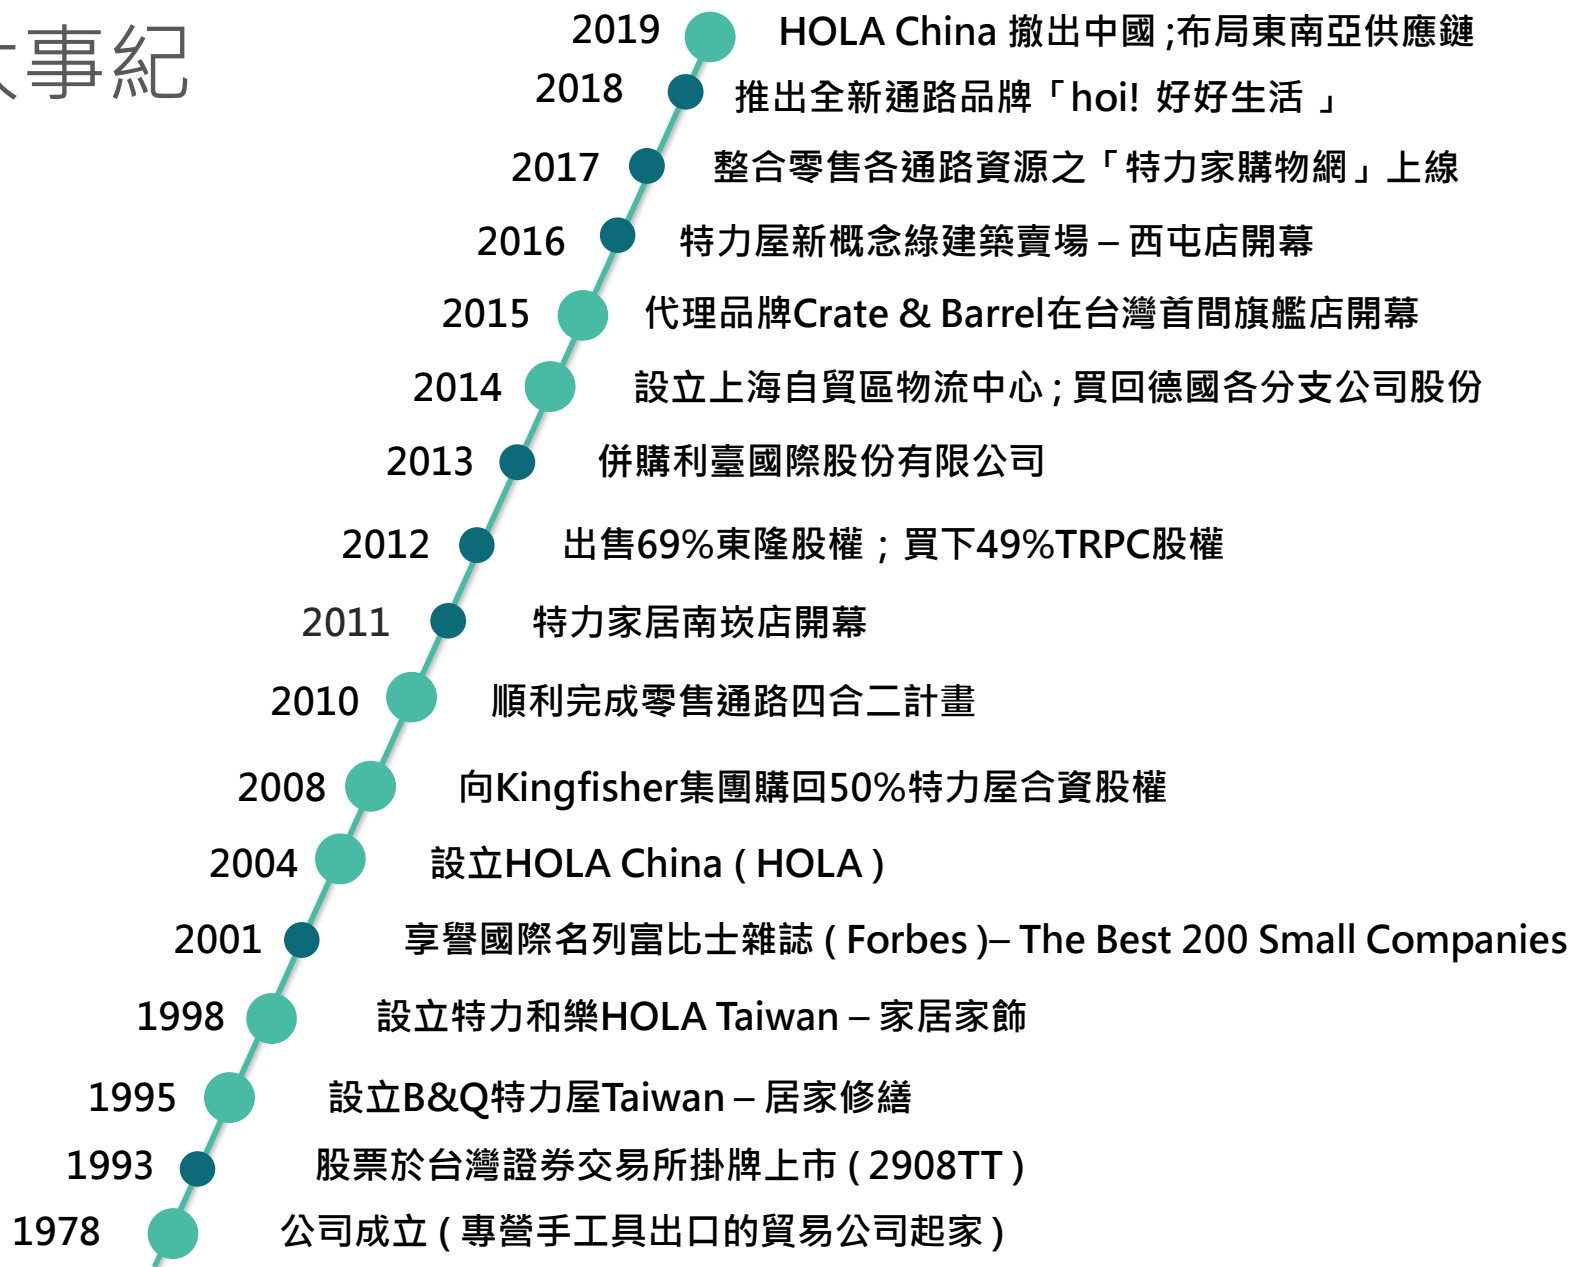 大事紀
2019 HOLA China 撤出中國 ;布局東南亞供應鏈
2018 推出全新通路品牌「hoi! 好好生活 」
2017 整合零售各通路資源之「特力家購物網」上線
2016 特力屋新概念綠建築賣場 – 西屯店開幕
2015 代理品牌Crate & Barrel在台灣首間旗艦店開幕
2014 設立上海自貿區物流中心 ; 買回德國各分支公司股份
2013 併購利臺國際股份有限公司
2012 出售69%東隆股權；買下49%TRPC股權
2011 特力家居南崁店開幕
2010 順利完成零售通路四合二計畫
2008 向Kingfisher集團購回50%特力屋合資股權
2004 設立HOLA China ( HOLA )
2001 享譽國際名列富比士雜誌 ( Forbes )– The Best 200 Small Companies
1998 設立特力和樂HOLA Taiwan – 家居家飾
1995 設立B&Q特力屋Taiwan – 居家修繕
1993 股票於台灣證券交易所掛牌上市 ( 2908TT )
1978 公司成立 ( 專營手工具出口的貿易公司起家 )